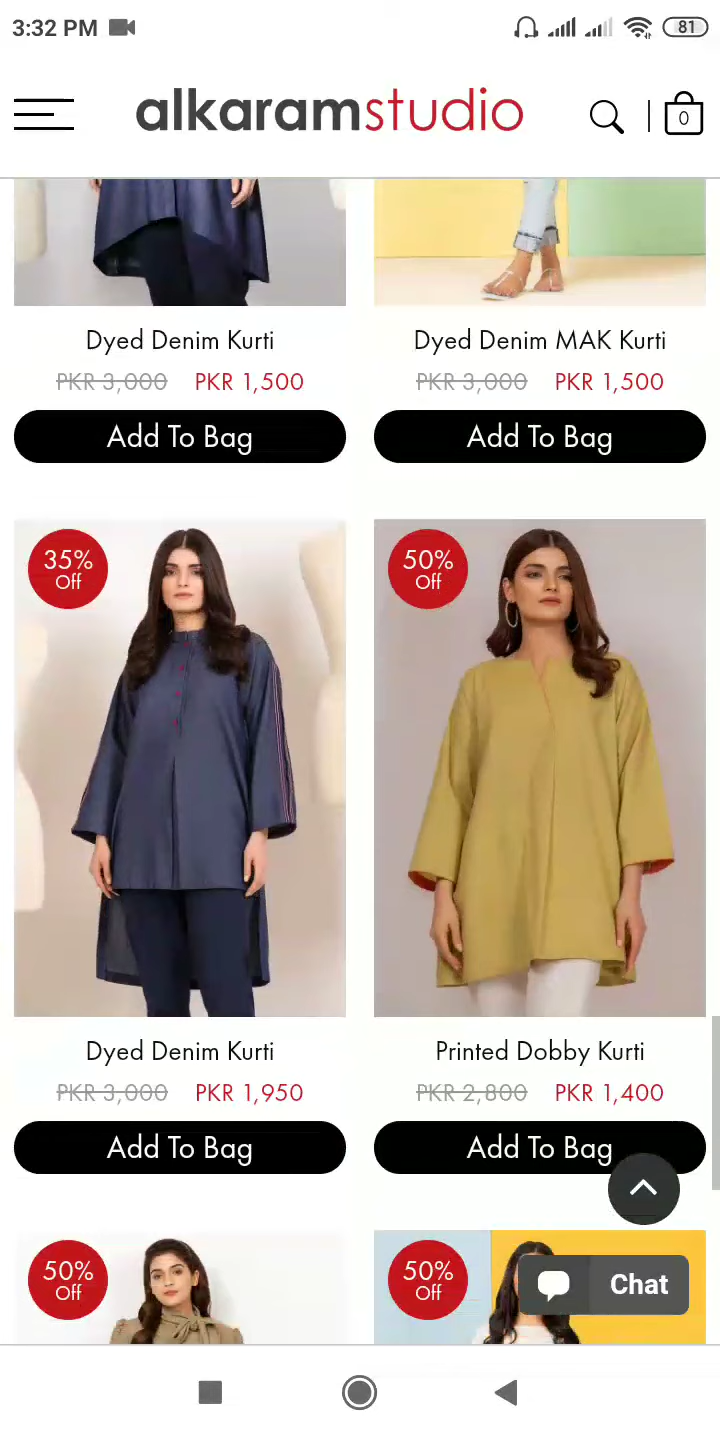 3:32 PM
81
alkaramstudio
0
Dyed Denim Kurti
PKR 3,000 PKR 1,500
Add To Bag
Dyed Denim MAK Kurti
PKR 3,000 PKR 1,500
Add To Bag
35%
Off
Dyed Denim Kurti
PKR 3,000 PKR 1,950
Add To Bag
50%
Off
Printed Dobby Kurti
PKR 2,800 PKR 1,400
Add To Bag
50%
Off
50%
Off
Chat